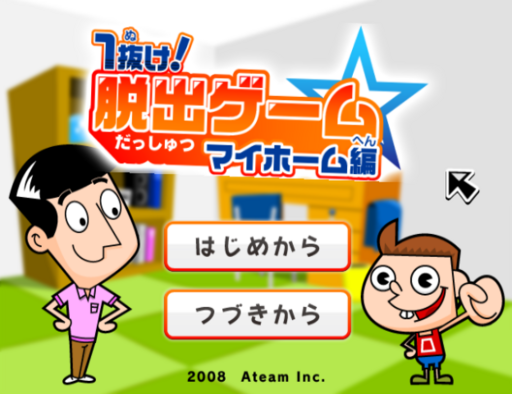 1抜け!
ぬ
脱出ゲーム
だっしゅつ
マイホーム編
へん
はじめから
つづきから
2008 Ateam Inc.